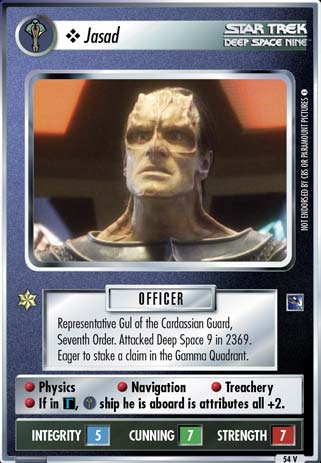 ❖ Jasad
STAR TREK
DEEP SPACE NINE
NOT ENDORSED BY CBS OR PARAMOUNT PICTURES
OFFICER
Representative Gul of the Cardassian Guard,
Seventh Order. Attacked Deep Space 9 in 2369.
Eager to stake a claim in the Gamma Quadrant.
Physics Navigation Treachery
If in , ship he is aboard is attributes all +2.
INTEGRITY 5 CUNNING 7 STRENGTH 7
54 V